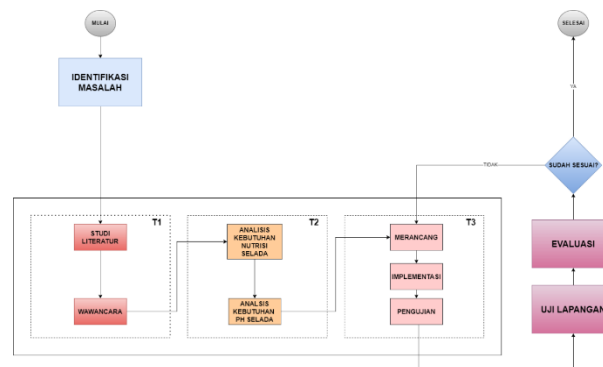 MULAI
SELESAI
IDENTIFIKASI
MASALAH
YA
SUDAH SESUAI?
TIDAK
T1
STUDI
LITERATUR
WAWANCARA
T2
ANALISIS
KEBUTUHAN
NUTRISI
SELADA
ANALSIS
KEBUTUHAN
PH SELADA
T3
MERANCANG
IMPLEMENTASI
PENGUJIAN
EVALUASI
UJI LAPANGAN